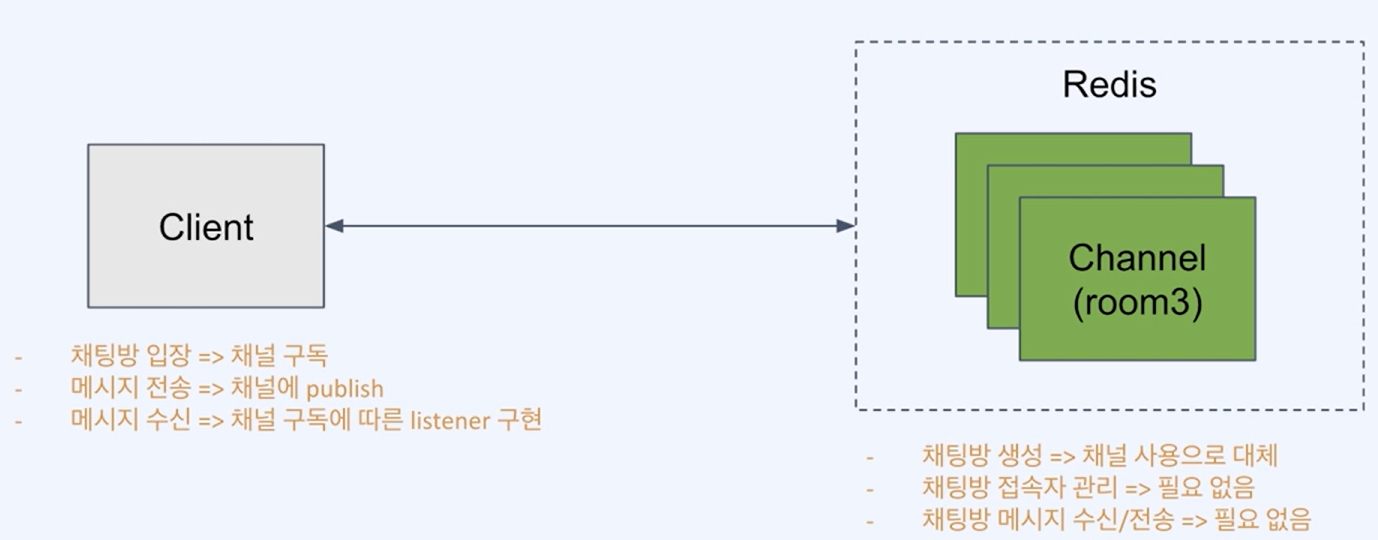 Redis
Client
Channel
(room3)
- 채팅방 입장 => 채널 구독
- 메시지 전송 => 채널에 publish
- 메시지 수신 => 채널 구독에 따른 listener 구현
- 채팅방 생성 => 채널 사용으로 대체
- 채팅방 접속자 관리 => 필요 없음
- 채팅방 메시지 수신/전송 => 필요 없음